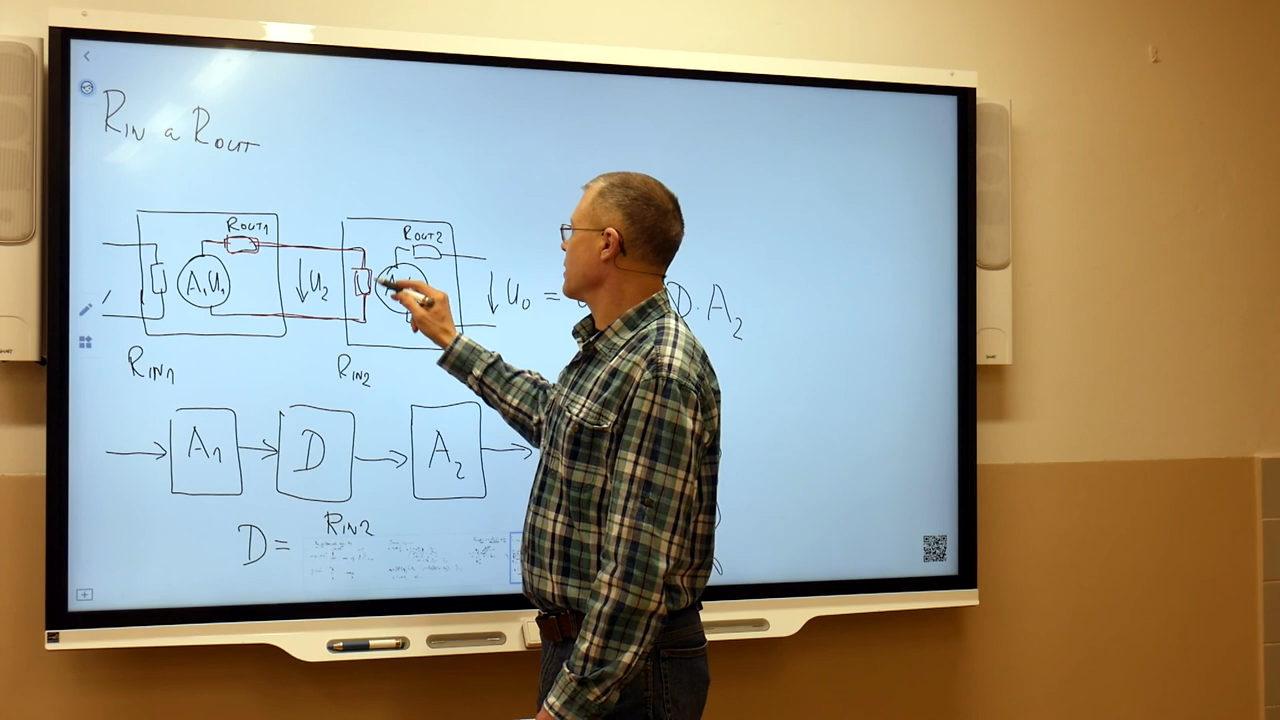 RIN a ROUT
ROUT1
ROUT2
A1U1
U2
U0 =
D.A2
RIN1
RIN2
A1
D
A2
RIN2
D =